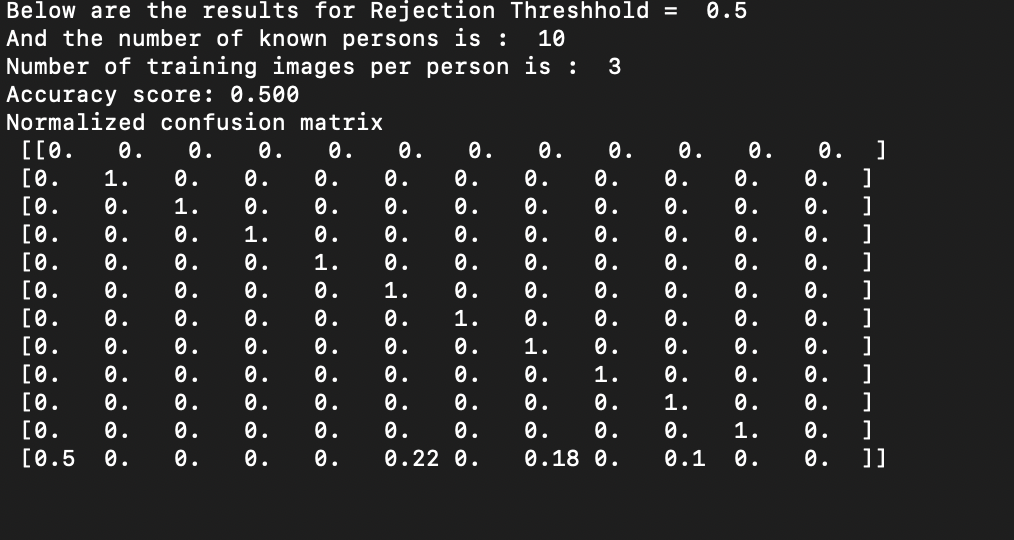 Below are the results for Rejection Threshhold =  0.5
And the number of known persons is :  10
Number of training images per person is :  3
Accuracy score: 0.500
Normalized confusion matrix
 [[0.   0.   0.   0.   0.   0.   0.   0.   0.   0.   0.   0.  ]
 [0.   1.   0.   0.   0.   0.   0.   0.   0.   0.   0.   0.  ]
 [0.   0.   1.   0.   0.   0.   0.   0.   0.   0.   0.   0.  ]
 [0.   0.   0.   1.   0.   0.   0.   0.   0.   0.   0.   0.  ]
 [0.   0.   0.   0.   1.   0.   0.   0.   0.   0.   0.   0.  ]
 [0.   0.   0.   0.   0.   1.   0.   0.   0.   0.   0.   0.  ]
 [0.   0.   0.   0.   0.   0.   1.   0.   0.   0.   0.   0.  ]
 [0.   0.   0.   0.   0.   0.   0.   1.   0.   0.   0.   0.  ]
 [0.   0.   0.   0.   0.   0.   0.   0.   1.   0.   0.   0.  ]
 [0.   0.   0.   0.   0.   0.   0.   0.   0.   1.   0.   0.  ]
 [0.   0.   0.   0.   0.   0.   0.   0.   0.   0.   1.   0.  ]
 [0.5  0.   0.   0.   0.   0.22 0.   0.18 0.   0.1  0.   0.  ]]